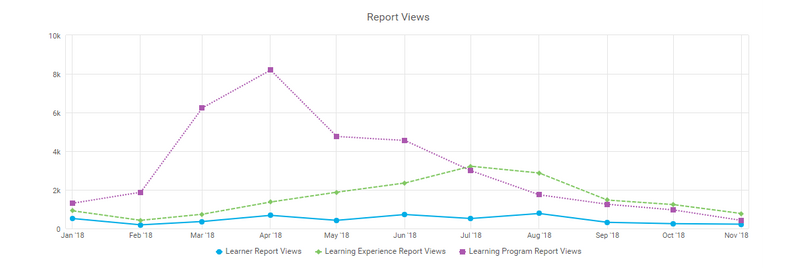 Report Views
10k
8k
6k
4k
2k
0
Jan '18 Feb '18 Mar '18 Apr '18 May '18 Jun '18 Jul '18 Aug '18 Sep '18 Oct '18 Nov '18
Learner Report Views Learning Experience Report Views Learning Program Report Views